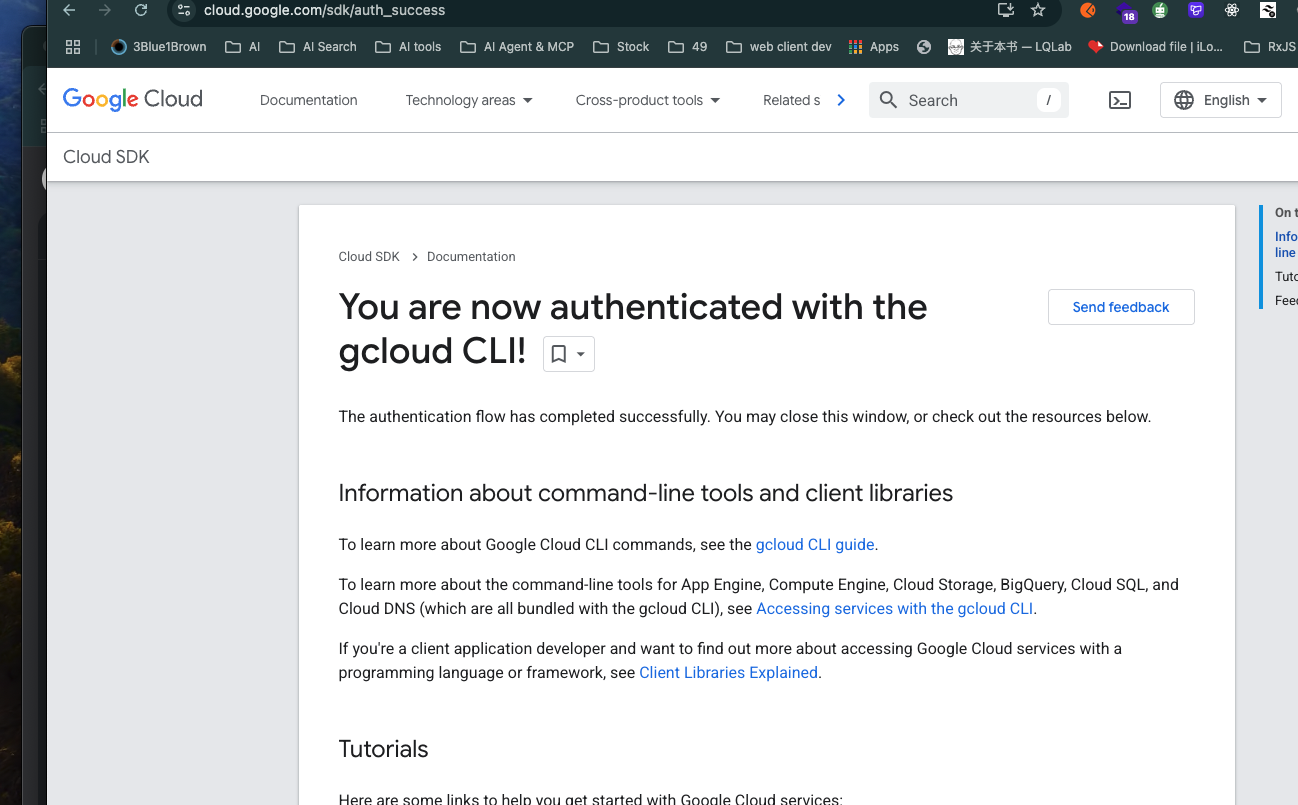 cloud.google.com/sdk/auth_success
18
3Blue1Brown AI AI Search AI tools AI Agent & MCP Stock 49 web client dev Apps 关于本书 — LQLab Download file | iLo... RxJS
Google Cloud Documentation Technology areas Cross-product tools Related s Search / English
Cloud SDK
Cloud SDK Documentation
You are now authenticated with the
gcloud CLI!
Send feedback
The authentication flow has completed successfully. You may close this window, or check out the resources below.
Information about command-line tools and client libraries
To learn more about Google Cloud CLI commands, see the gcloud CLI guide.
To learn more about the command-line tools for App Engine, Compute Engine, Cloud Storage, BigQuery, Cloud SQL, and
Cloud DNS (which are all bundled with the gcloud CLI), see Accessing services with the gcloud CLI.
If you're a client application developer and want to find out more about accessing Google Cloud services with a
programming language or framework, see Client Libraries Explained.
Tutorials
Here are some links to help you get started with Google Cloud services:
On t
Info
line
Tuto
Feed